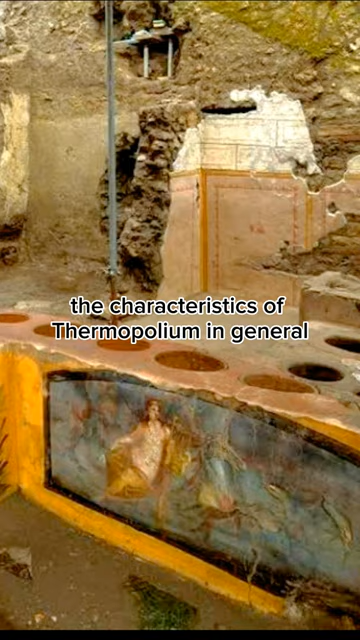 the characteristics of
Thermopolium in general